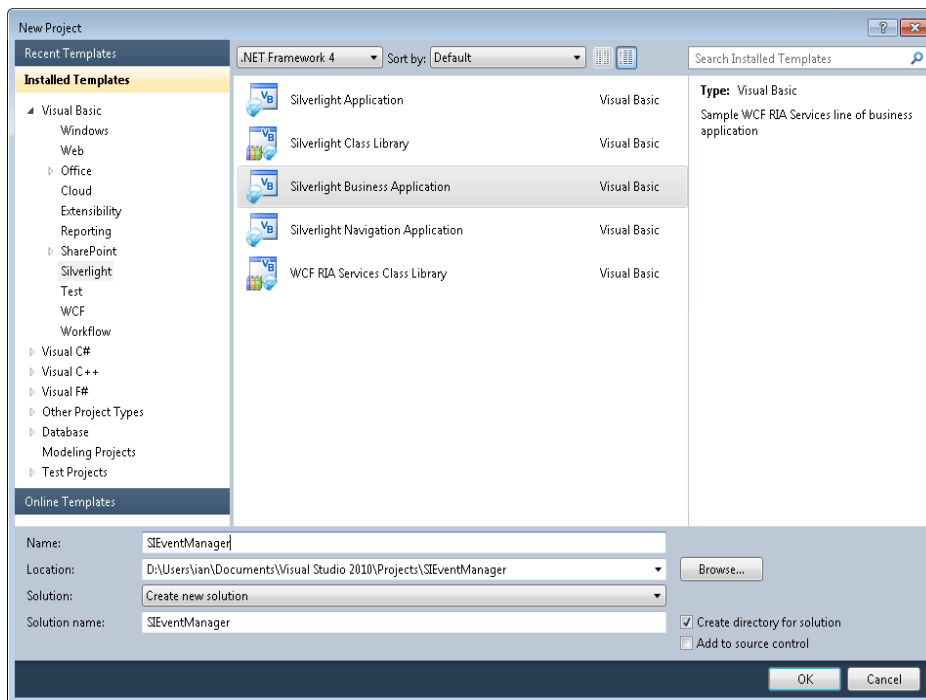 New Project
Recent Templates
.NET Framework 4 Sort by: Default Search Installed Templates
Installed Templates
Visual Basic
Windows
Web
Office
Cloud
Extensibility
Reporting
SharePoint
Silverlight
Test
WCF
Workflow
Visual C#
Visual C++
Visual F#
Other Project Types
Database
Modeling Projects
Test Projects
Online Templates
Silverlight Application Visual Basic
Silverlight Class Library Visual Basic
Silverlight Business Application Visual Basic
Silverlight Navigation Application Visual Basic
WCF RIA Services Class Library Visual Basic
Type: Visual Basic
Sample WCF RIA Services line of business
application
Name: SlEventManager
Location: D:\Users\ian\Documents\Visual Studio 2010\Projects\SlEventManager Browse...
Solution: Create new solution
Solution name: SlEventManager
Create directory for solution
Add to source control
OK Cancel